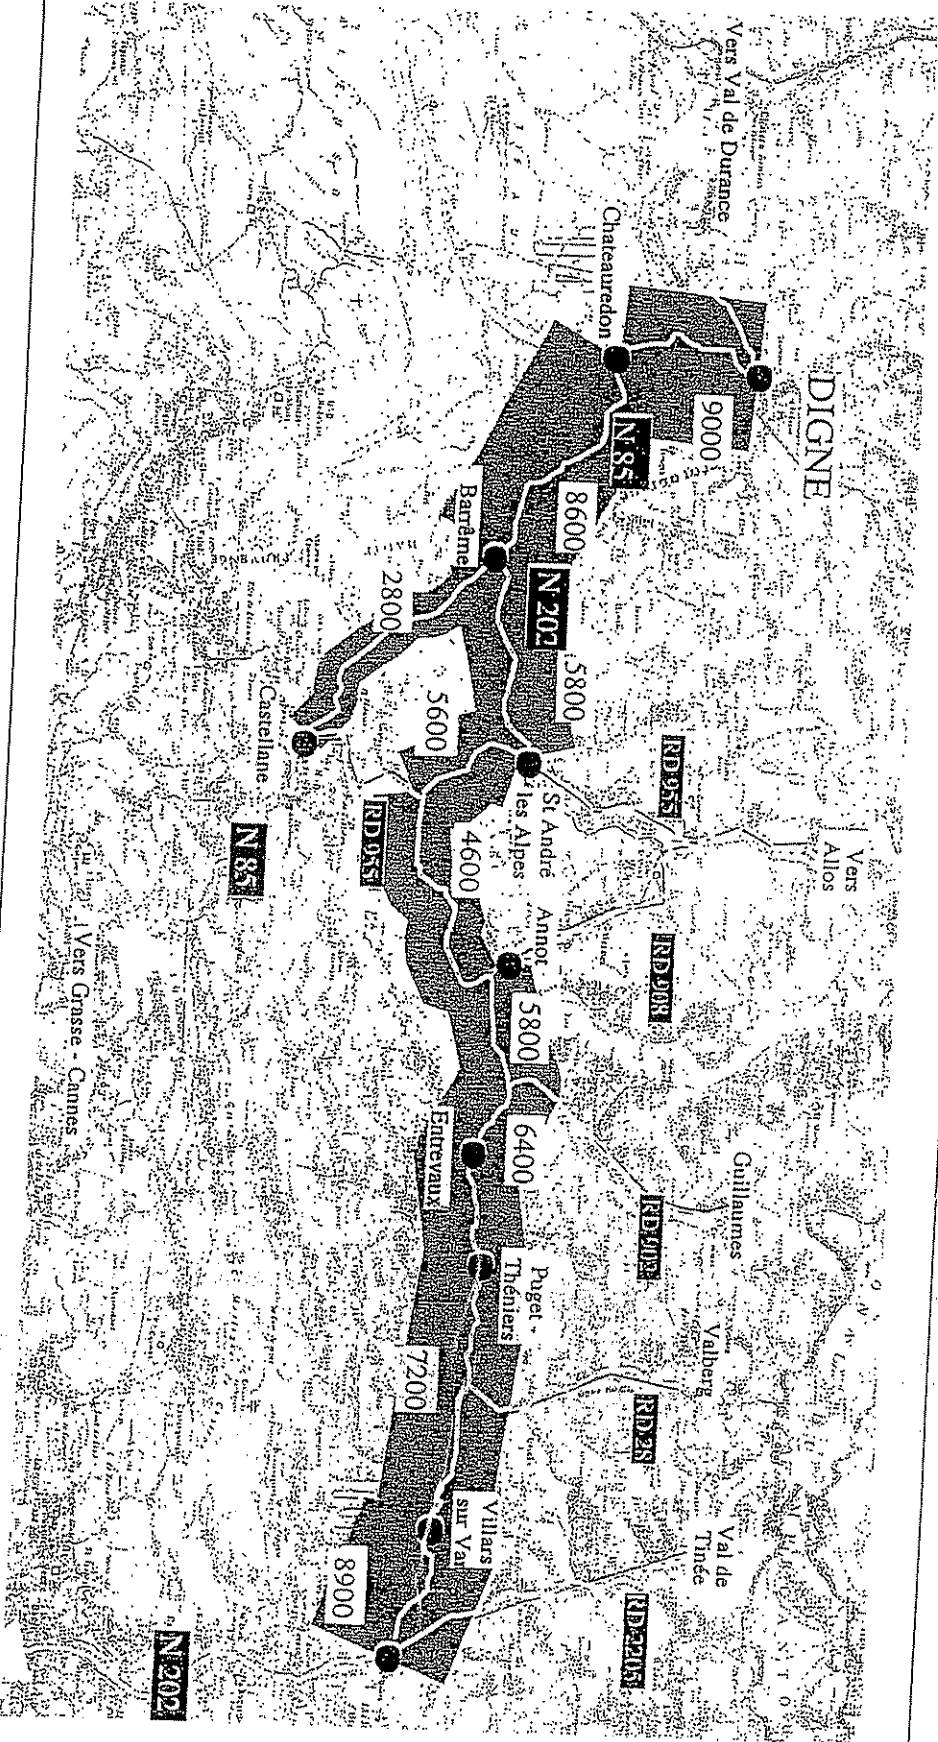 DIGNE
Vers Val de Durance
Chateauredon
9000
N 85
8600
Barrême
N 202
5800
2800
5600
Castellane
N 85
RD 955
RD 955
St André
les Alpes
4600
Vers
Allos
Annot
RD 908
5800
Vers Grasse - Cannes
6400
Entrevaux
Guillaumes
Puget -
Théniers
7200
Valberg
RD 28
Villars
sur Var
Val de
Tinée
8900
RD 2205
N 202